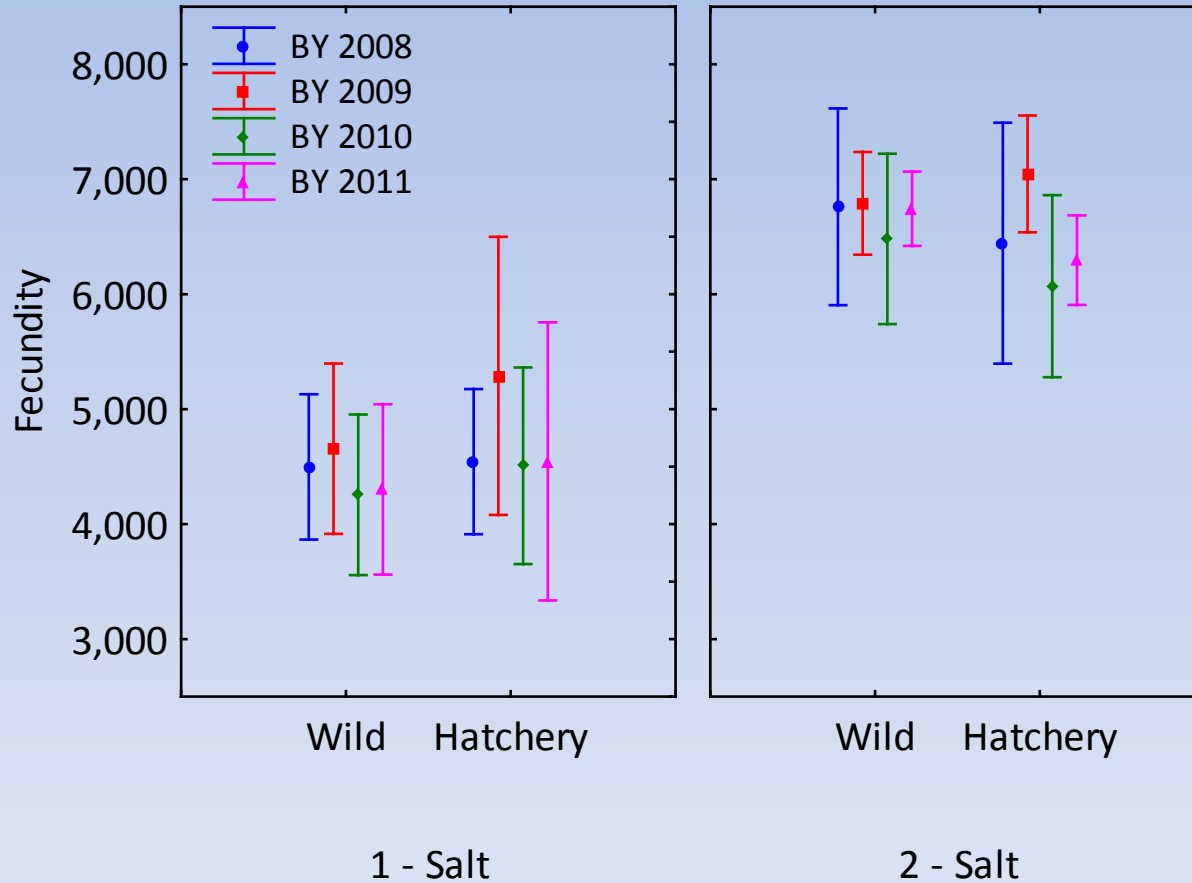 BY 2008
BY 2009
BY 2010
BY 2011
8,000
7,000
6,000
5,000
4,000
3,000
Fecundity
Wild Hatchery Wild Hatchery
1 - Salt 2 - Salt